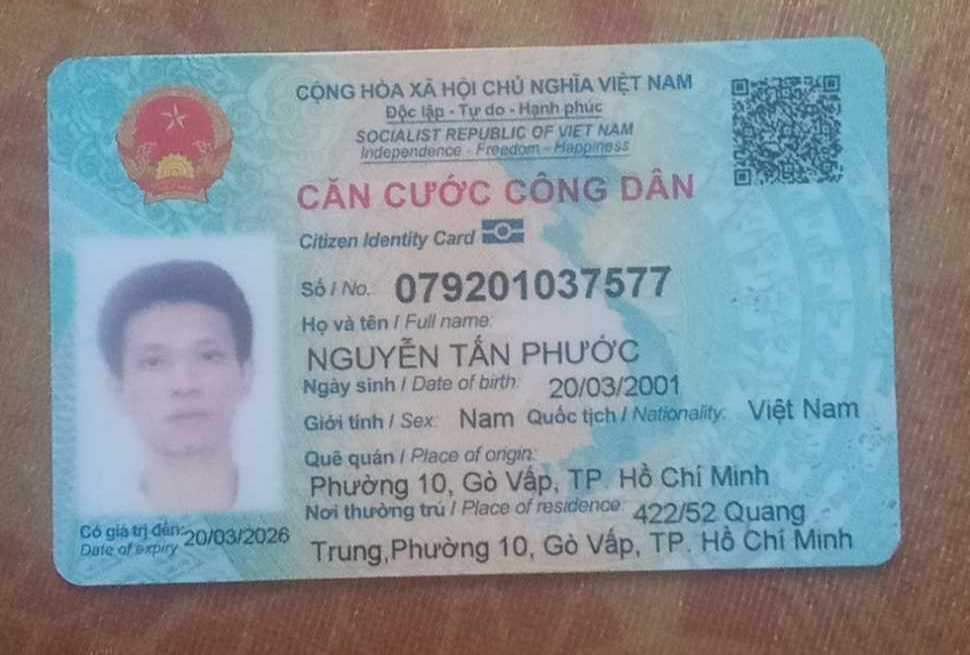 CỘNG HÒA XÃ HỘI CHỦ NGHĨA VIỆT NAM
Độc lập - Tự do - Hạnh phúc
SOCIALIST REPUBLIC OF VIET NAM
Independence - Freedom - Happiness
CĂN CƯỚC CÔNG DÂN
Citizen Identity Card
Số / No. 079201037577
Họ và tên / Full name:
NGUYỄN TẤN PHƯỚC
Ngày sinh / Date of birth: 20/03/2001
Giới tính / Sex: Nam Quốc tịch / Nationality: Việt Nam
Quê quán / Place of origin:
Phường 10, Gò Vấp, TP. Hồ Chí Minh
Nơi thường trú / Place of residence: 422/52 Quang
Trung,Phường 10, Gò Vấp, TP. Hồ Chí Minh
Có giá trị đến: 20/03/2026
Date of expiry